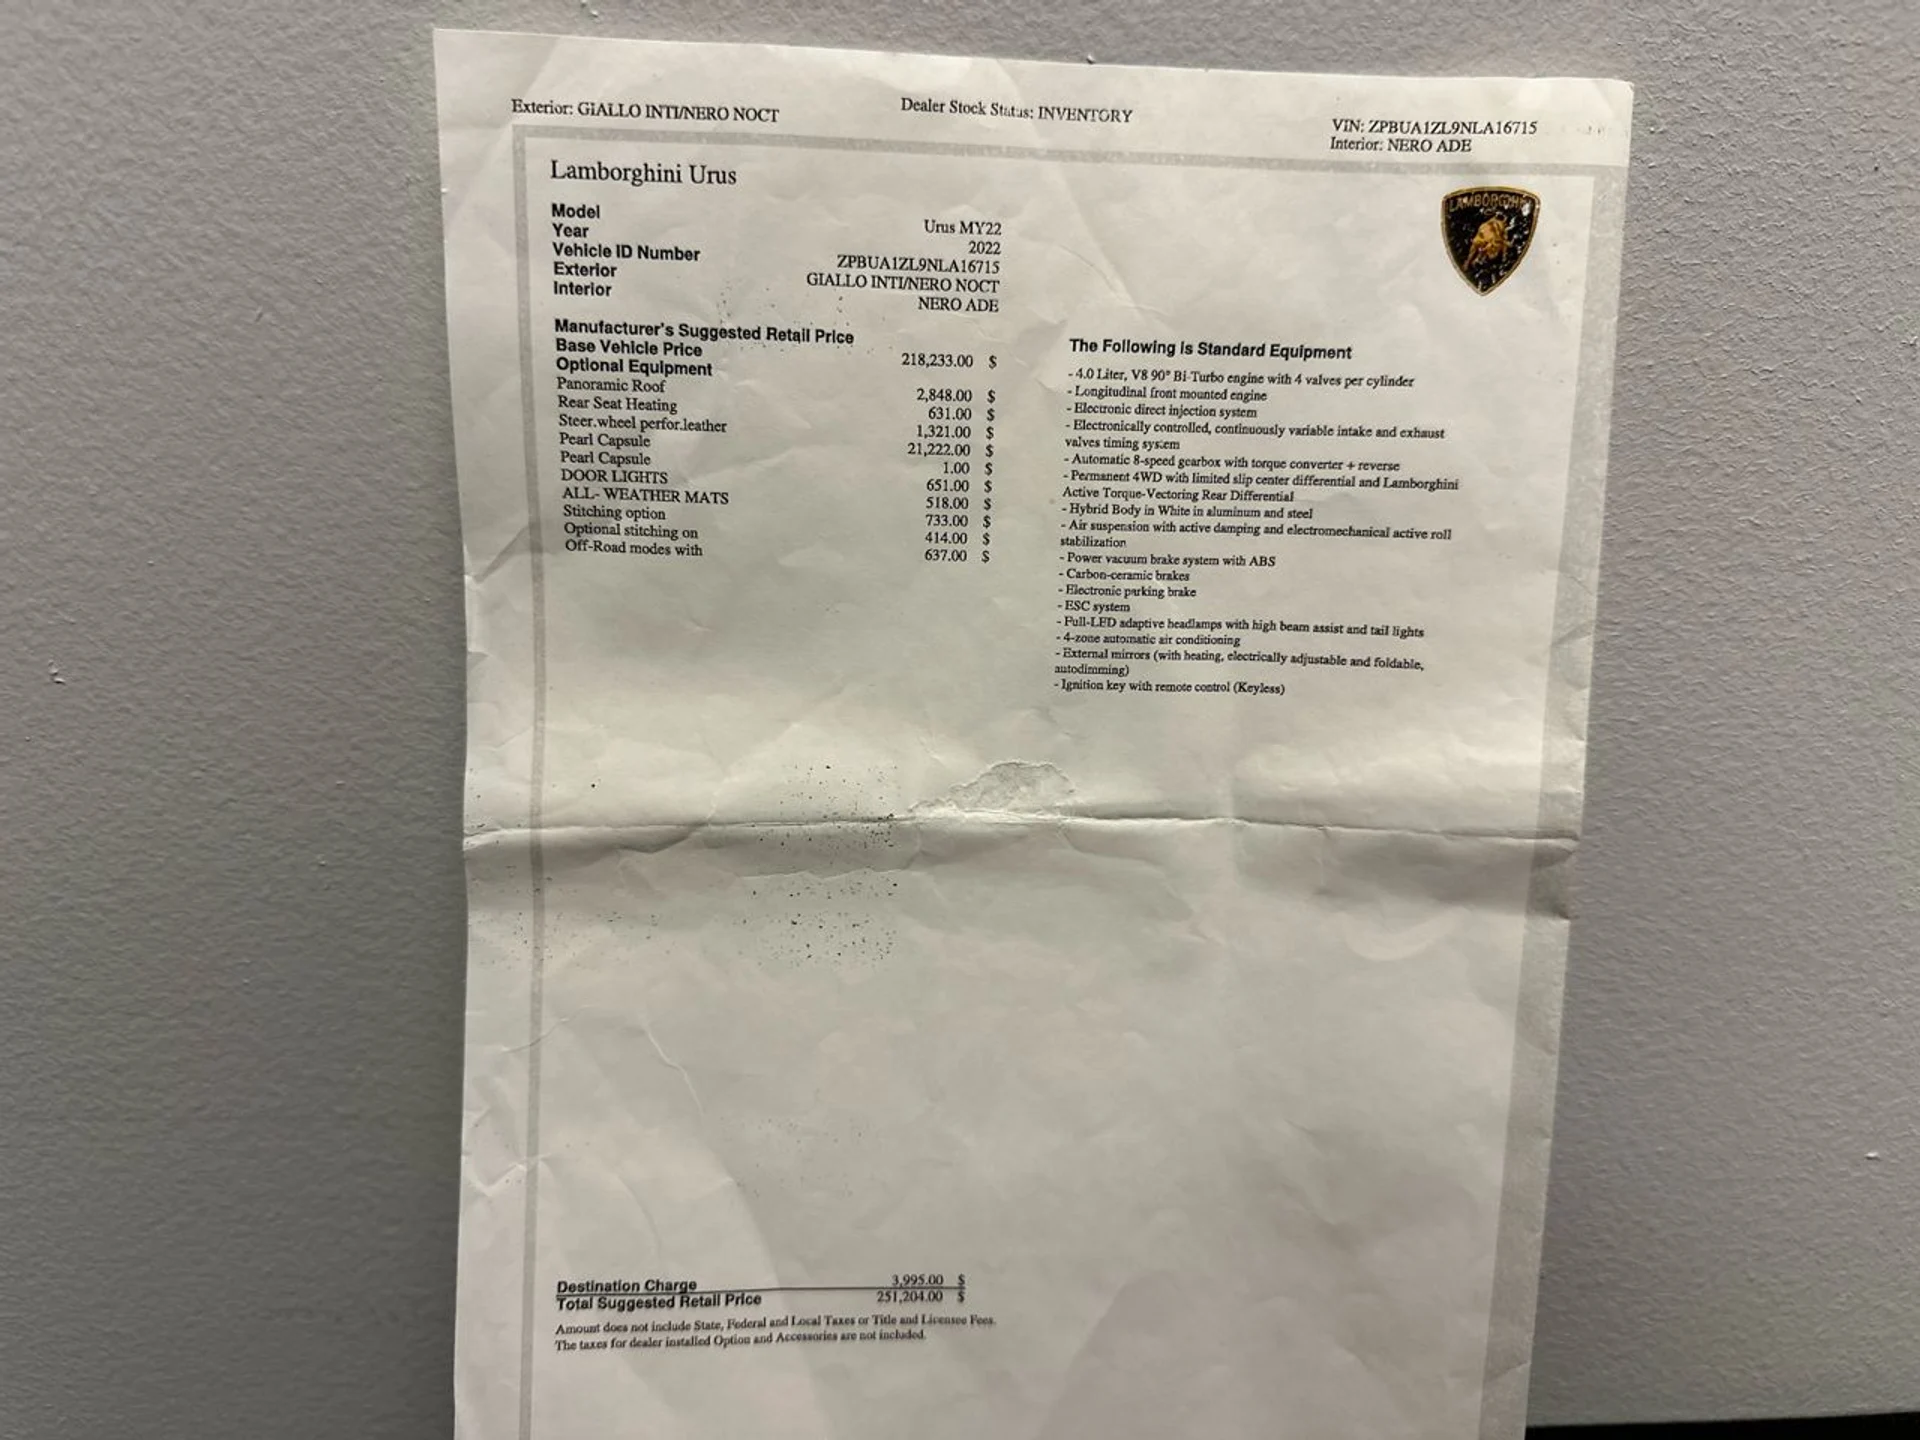 Exterior: GIALLO INTI/NERO NOCT
Dealer Stock Status: INVENTORY
VIN: ZPBUA1ZL9NLA16715
Interior: NERO ADE
Lamborghini Urus
LAMBORGHINI
Model Urus MY22
Year 2022
Vehicle ID Number ZPBUA1ZL9NLA16715
Exterior GIALLO INTI/NERO NOCT
Interior NERO ADE
Manufacturer's Suggested Retail Price
Base Vehicle Price 218,233.00 $
Optional Equipment
Panoramic Roof 2,848.00 $
Rear Seat Heating 631.00 $
Steer.wheel perfor.leather 1,321.00 $
Pearl Capsule 21,222.00 $
Pearl Capsule 1.00 $
DOOR LIGHTS 651.00 $
ALL- WEATHER MATS 518.00 $
Stitching option 733.00 $
Optional stitching on 414.00 $
Off-Road modes with 637.00 $
The Following is Standard Equipment
- 4.0 Liter, V8 90° Bi-Turbo engine with 4 valves per cylinder
- Longitudinal front mounted engine
- Electronic direct injection system
- Electronically controlled, continuously variable intake and exhaust
valves timing system
- Automatic 8-speed gearbox with torque converter + reverse
- Permanent 4WD with limited slip center differential and Lamborghini
Active Torque-Vectoring Rear Differential
- Hybrid Body in White in aluminum and steel
- Air suspension with active damping and electromechanical active roll
stabilization
- Power vacuum brake system with ABS
- Carbon-ceramic brakes
- Electronic parking brake
- ESC system
- Full-LED adaptive headlamps with high beam assist and tail lights
- 4-zone automatic air conditioning
- External mirrors (with heating, electrically adjustable and foldable,
autodimming)
- Ignition key with remote control (Keyless)
Destination Charge 3,995.00 $
Total Suggested Retail Price 251,204.00 $
Amount does not include State, Federal and Local Taxes or Title and Licensee Fees.
The taxes for dealer installed Option and Accessories are not included.